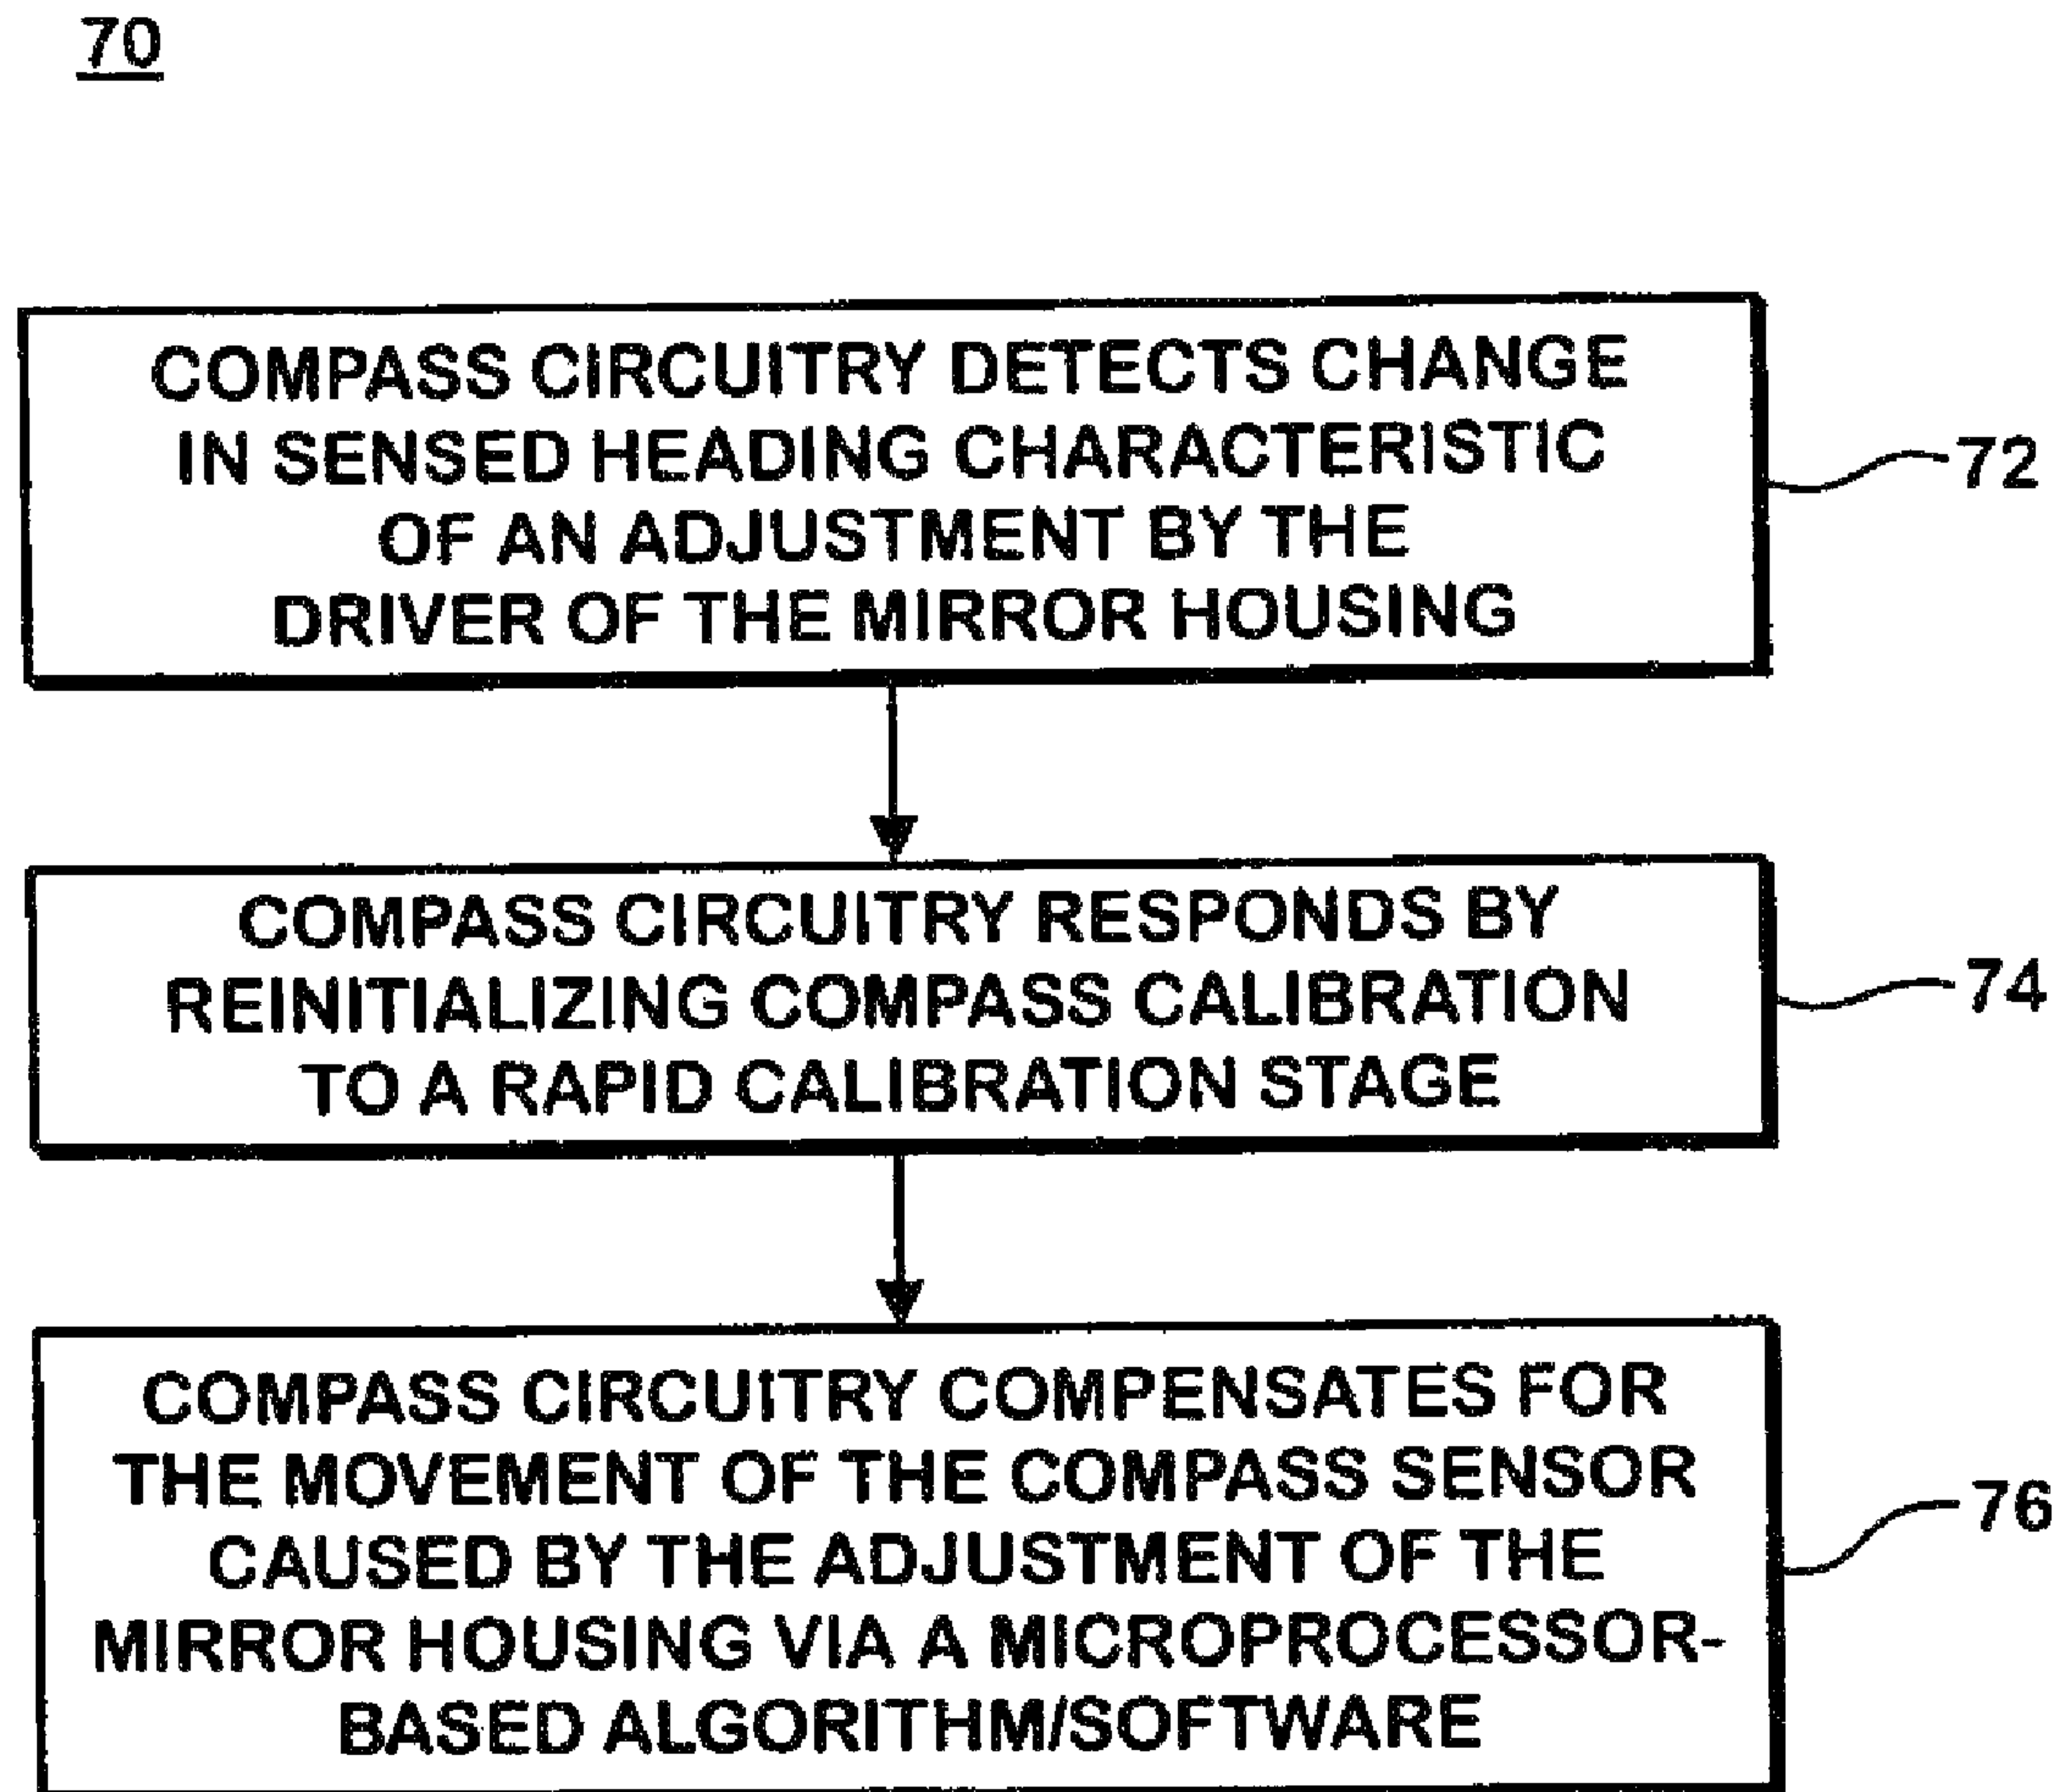 70
COMPASS CIRCUITRY DETECTS CHANGE
IN SENSED HEADING CHARACTERISTIC
OF AN ADJUSTMENT BY THE
DRIVER OF THE MIRROR HOUSING
72
COMPASS CIRCUITRY RESPONDS BY
REINITIALIZING COMPASS CALIBRATION
TO A RAPID CALIBRATION STAGE
74
COMPASS CIRCUITRY COMPENSATES FOR
THE MOVEMENT OF THE COMPASS SENSOR
CAUSED BY THE ADJUSTMENT OF THE
MIRROR HOUSING VIA A MICROPROCESSOR-
BASED ALGORITHM/SOFTWARE
76